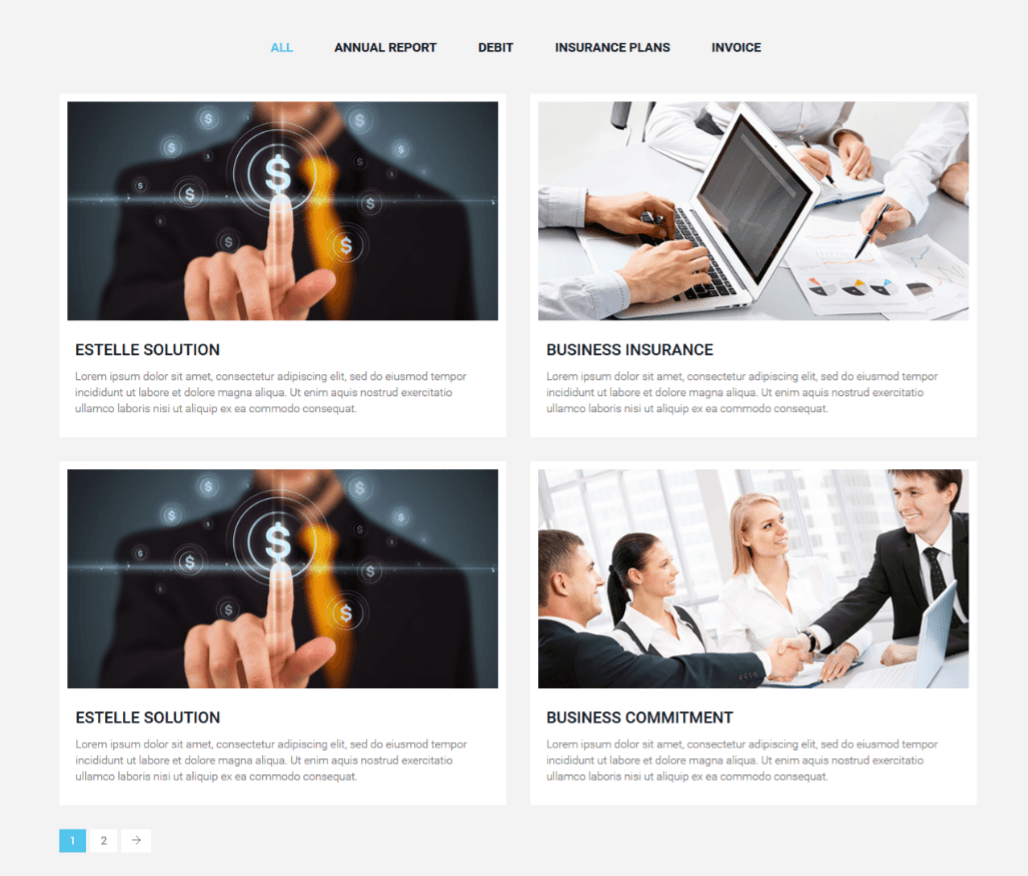 ALL ANNUAL REPORT DEBIT INSURANCE PLANS INVOICE
ESTELLE SOLUTION
Lorem ipsum dolor sit amet, consectetur adipiscing elit, sed do eiusmod tempor
incididunt ut labore et dolore magna aliqua. Ut enim aquis nostrud exercitatio
ullamco laboris nisi ut aliquip ex ea commodo consequat.
BUSINESS INSURANCE
Lorem ipsum dolor sit amet, consectetur adipiscing elit, sed do eiusmod tempor
incididunt ut labore et dolore magna aliqua. Ut enim aquis nostrud exercitatio
ullamco laboris nisi ut aliquip ex ea commodo consequat.
ESTELLE SOLUTION
Lorem ipsum dolor sit amet, consectetur adipiscing elit, sed do eiusmod tempor
incididunt ut labore et dolore magna aliqua. Ut enim aquis nostrud exercitatio
ullamco laboris nisi ut aliquip ex ea commodo consequat.
BUSINESS COMMITMENT
Lorem ipsum dolor sit amet, consectetur adipiscing elit, sed do eiusmod tempor
incididunt ut labore et dolore magna aliqua. Ut enim aquis nostrud exercitatio
ullamco laboris nisi ut aliquip ex ea commodo consequat.
1 2 →